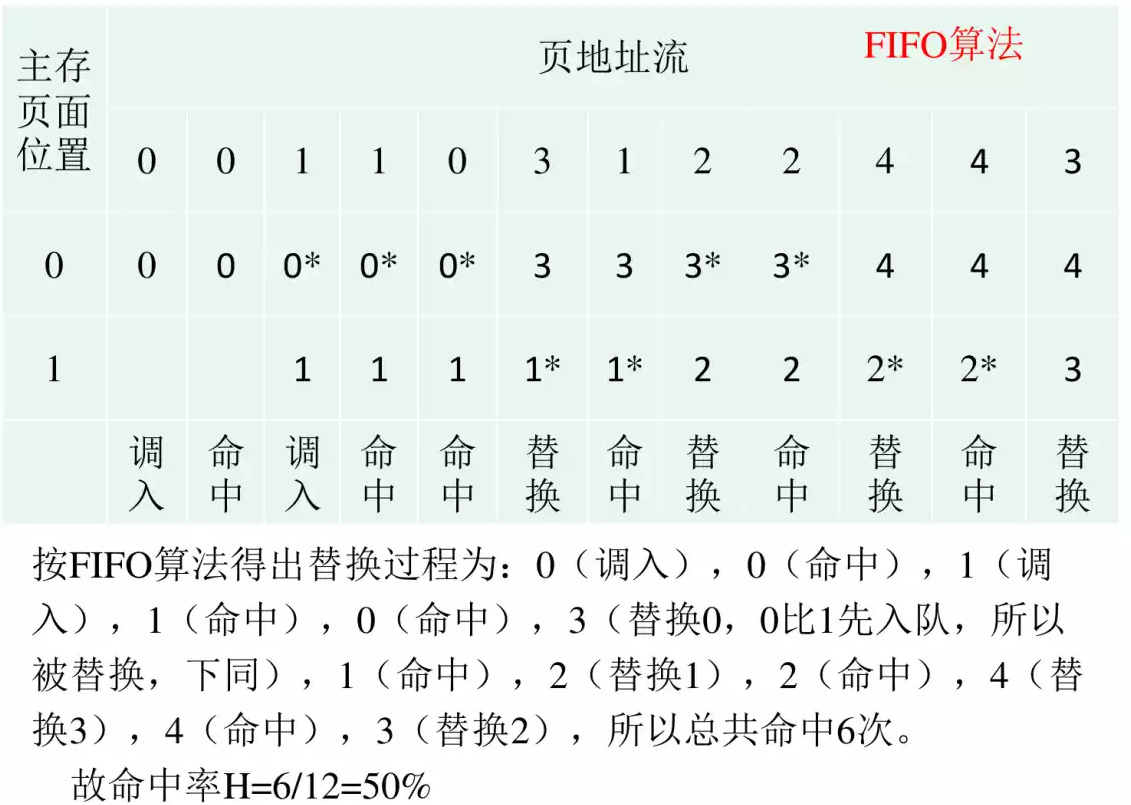 主存页面位置 页地址流 FIFO算法
0 0 1 1 0 3 1 2 2 4 4 3
0 0 0 0* 0* 0* 3 3 3* 3* 4 4 4
1 1 1 1 1* 1* 2 2 2* 2* 3
调入 命中 调入 命中 命中 替换 命中 替换 命中 替换 命中 替换
按FIFO算法得出替换过程为：0（调入），0（命中），1（调
入），1（命中），0（命中），3（替换0，0比1先入队，所以
被替换，下同），1（命中），2（替换1），2（命中），4（替
换3），4（命中），3（替换2），所以总共命中6次。
故命中率H=6/12=50%